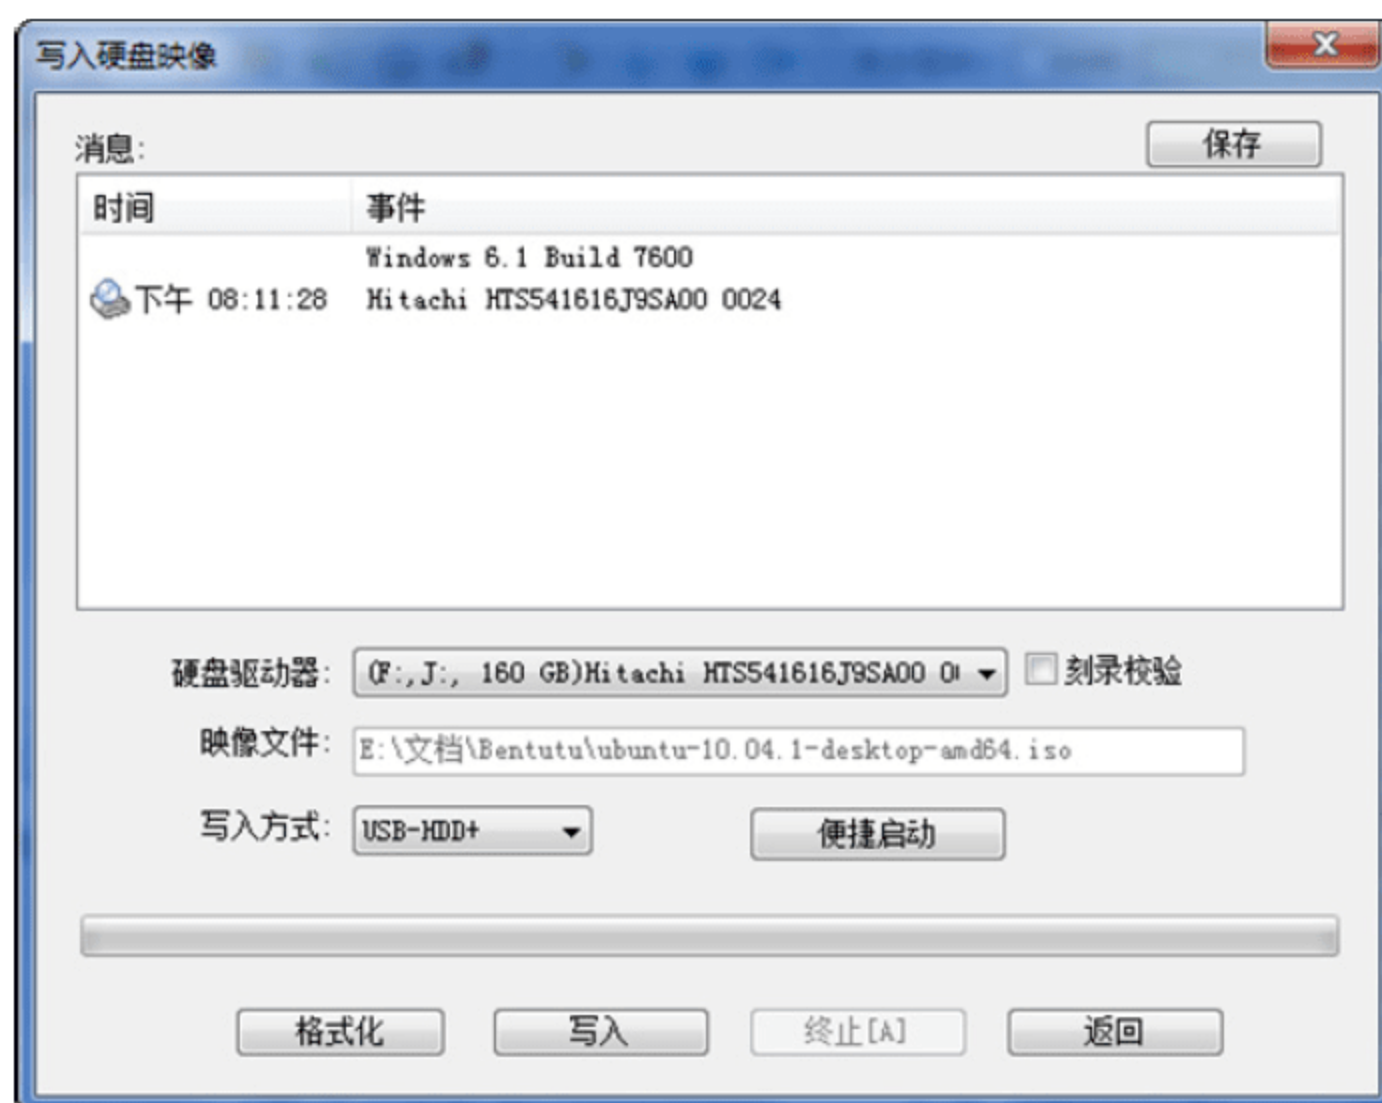 写入硬盘映像
消息:
保存
时间 事件
Windows 6.1 Build 7600
下午 08:11:28 Hitachi HTS541616J9SA00 0024
硬盘驱动器: (F:,J:, 160 GB)Hitachi HTS541616J9SA00 0 刻录校验
映像文件: E:\文档\Bentutu\ubuntu-10.04.1-desktop-amd64.iso
写入方式: USB-HDD+ 便捷启动
格式化 写入 终止[A] 返回